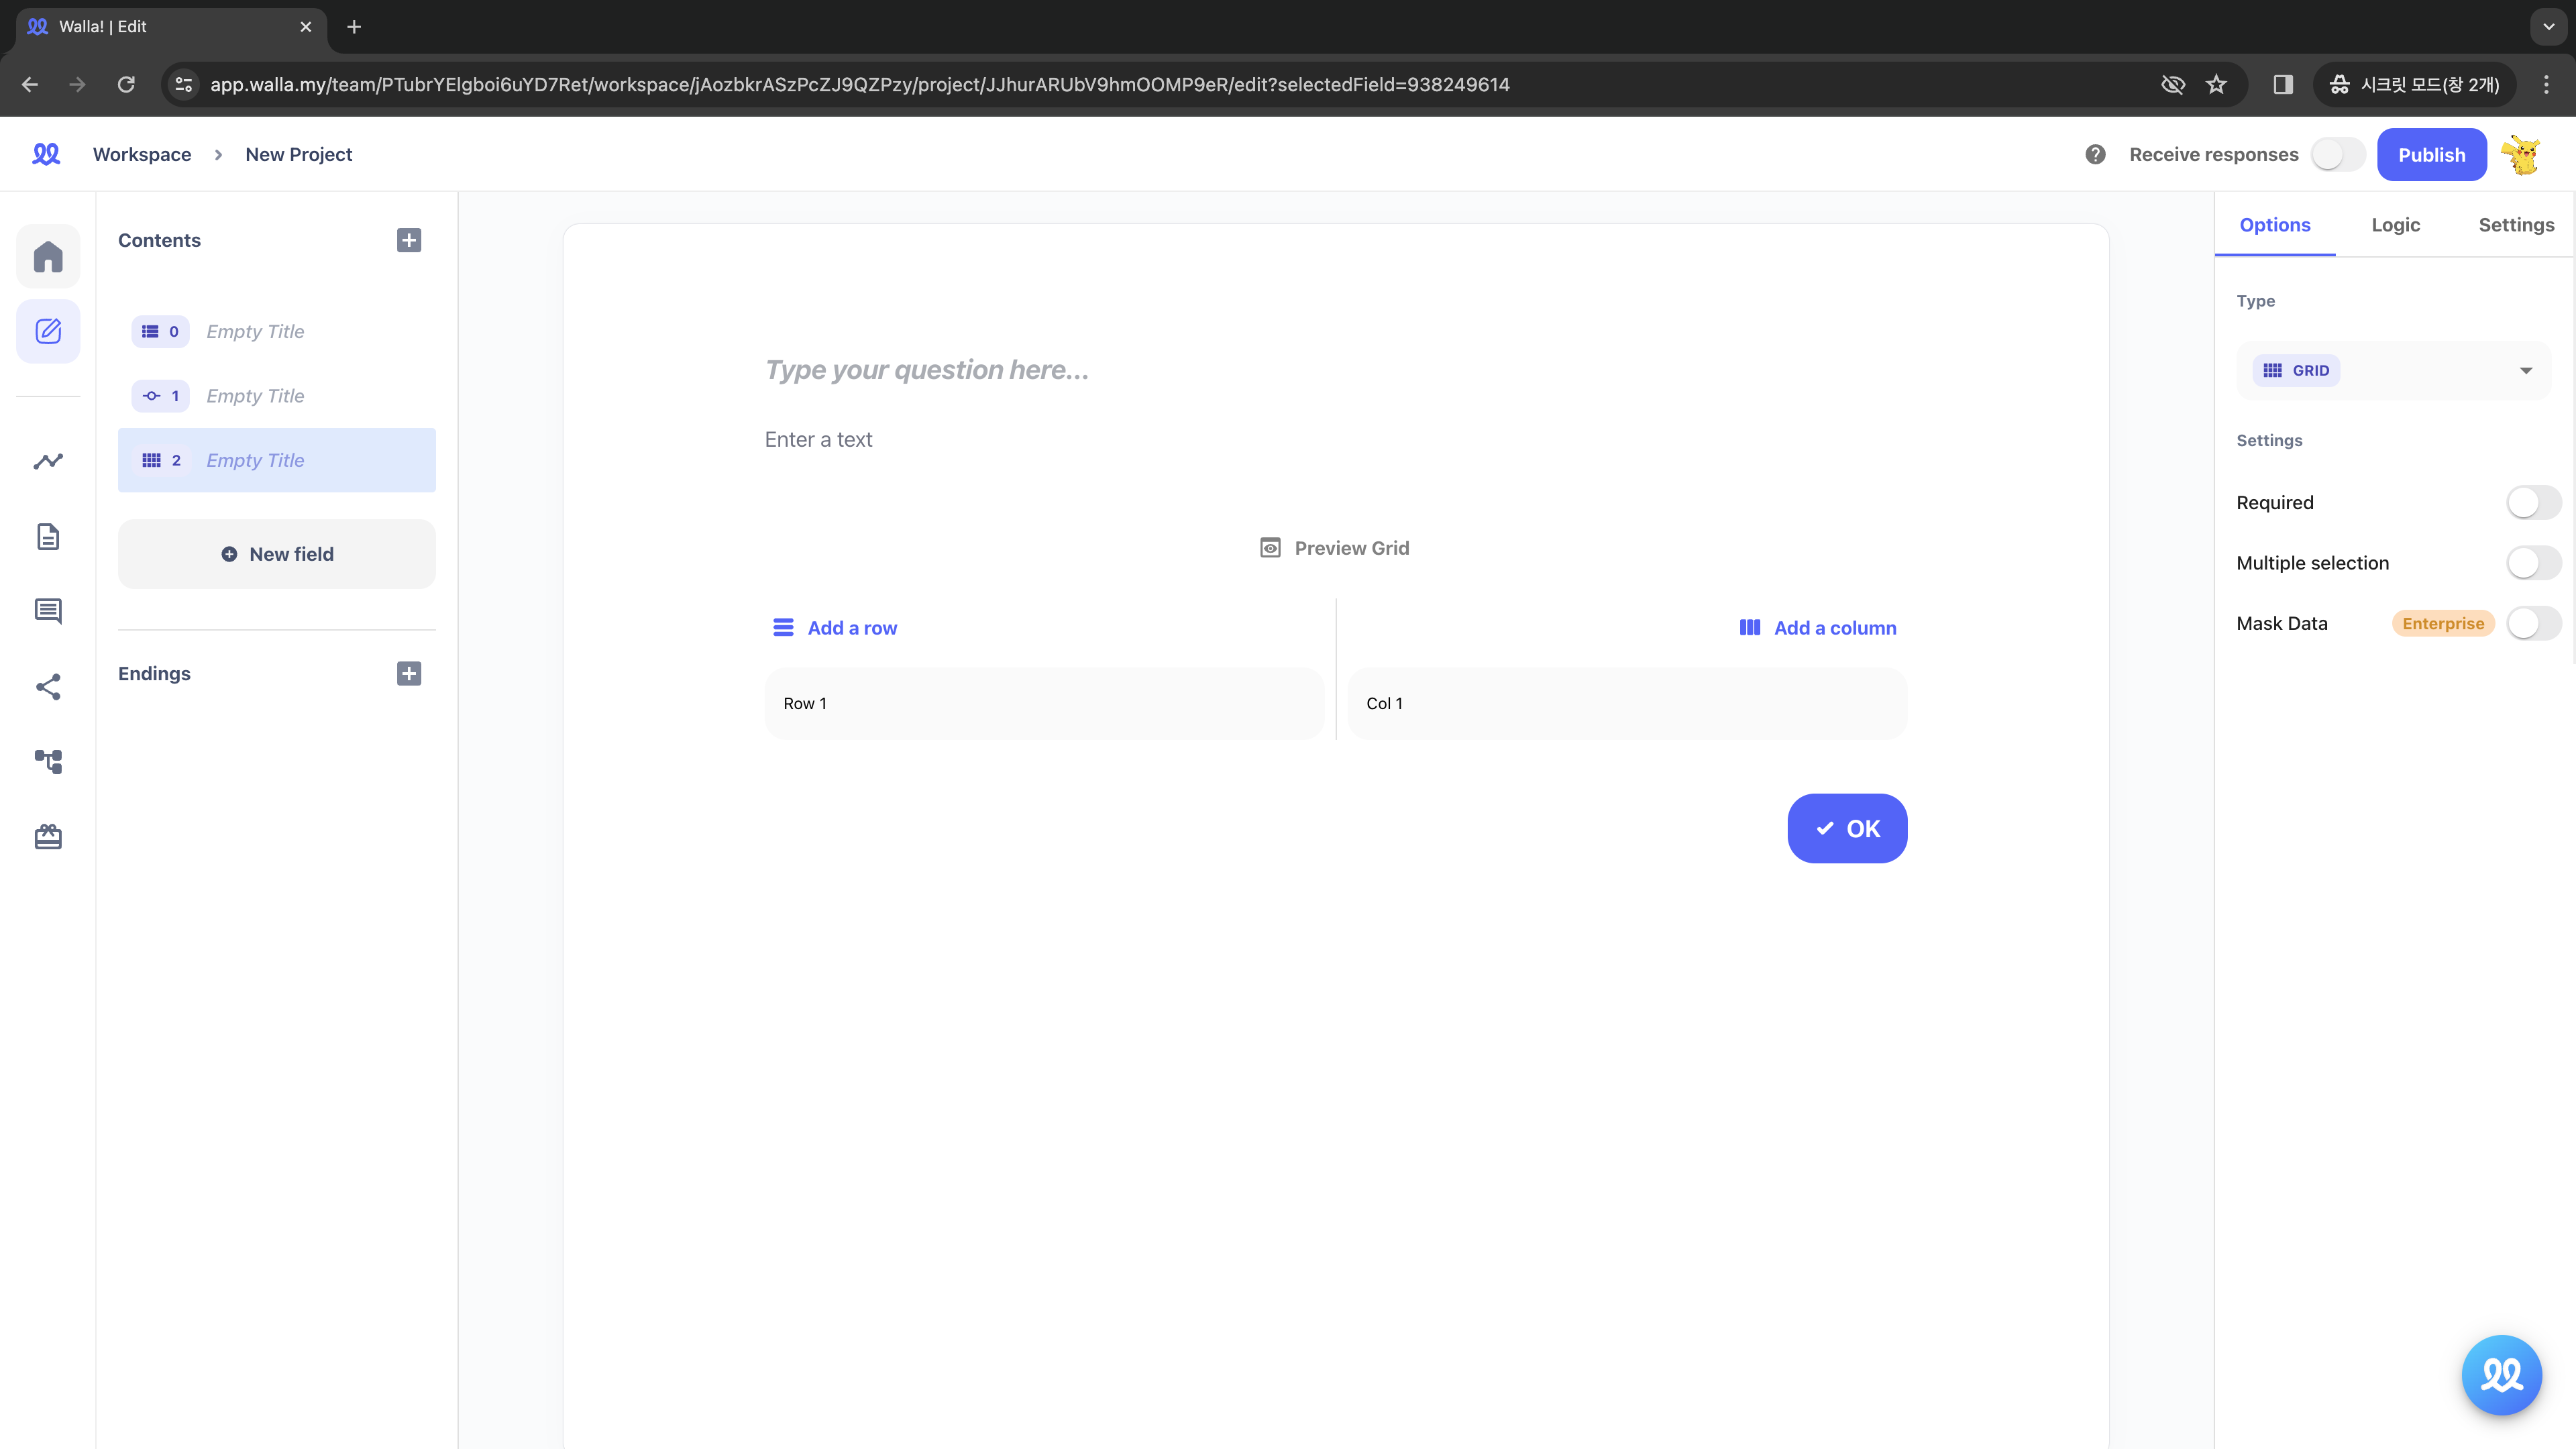 Walla! | Edit
app.walla.my/team/PTubrYElgboi6uYD7Ret/workspace/jAozbkrASzPcZJ9QZPzy/project/JJhurARUbV9hmOOMP9eR/edit?selectedField=938249614
시크릿 모드(창 2개)
Workspace
New Project
Receive responses
Publish
Contents
0 Empty Title
1 Empty Title
2 Empty Title
New field
Endings
Type your question here...
Enter a text
Preview Grid
Add a row
Add a column
Row 1
Col 1
OK
Options
Logic
Settings
Type
GRID
Settings
Required
Multiple selection
Mask Data
Enterprise